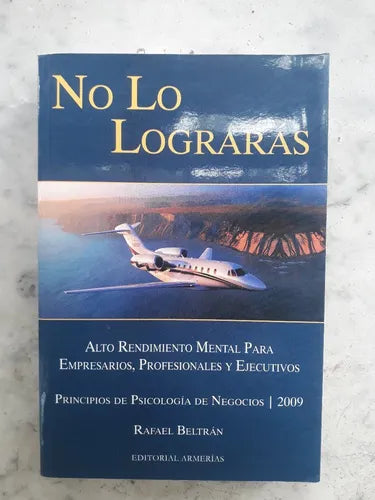 NO LO
LOGRARAS
ALTO RENDIMIENTO MENTAL PARA
EMPRESARIOS, PROFESIONALES Y EJECUTIVOS
PRINCIPIOS DE PSICOLOGÍA DE NEGOCIOS | 2009
RAFAEL BELTRÁN
EDITORIAL ARMERÍAS